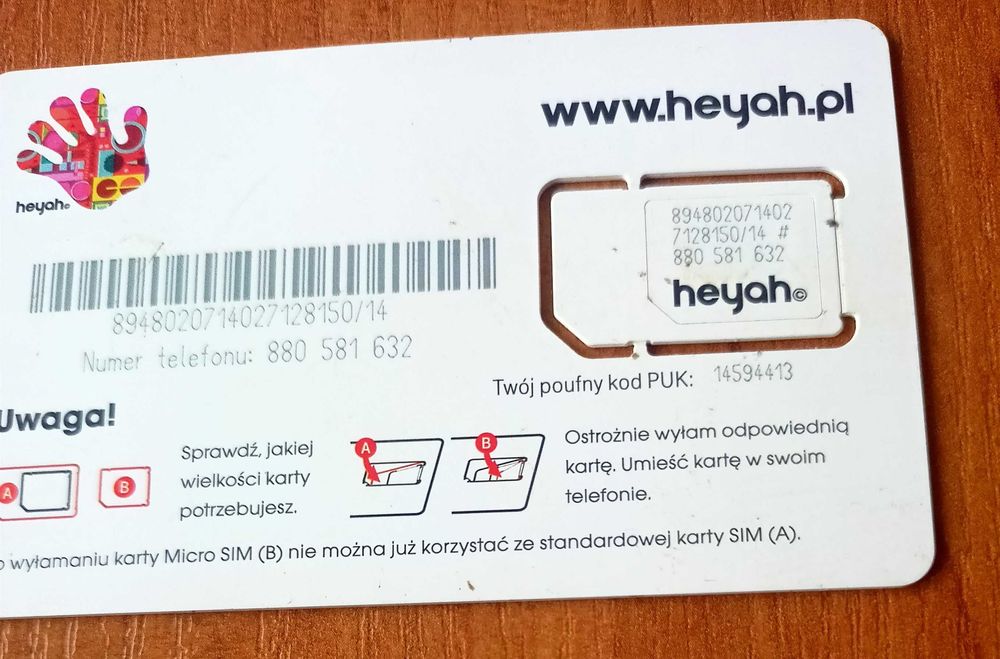 www.heyah.pl
heyah©
894802071402
7128150/14 #
880 581 632
heyah©
8948020714027128150/14
Numer telefonu: 880 581 632
Twój poufny kod PUK: 14594413
Uwaga!
A
B
Sprawdź, jakiej
wielkości karty
potrzebujesz.
A
B
Ostrożnie wyłam odpowiednią
kartę. Umieść kartę w swoim
telefonie.
o wyłamaniu karty Micro SIM (B) nie można już korzystać ze standardowej karty SIM (A).